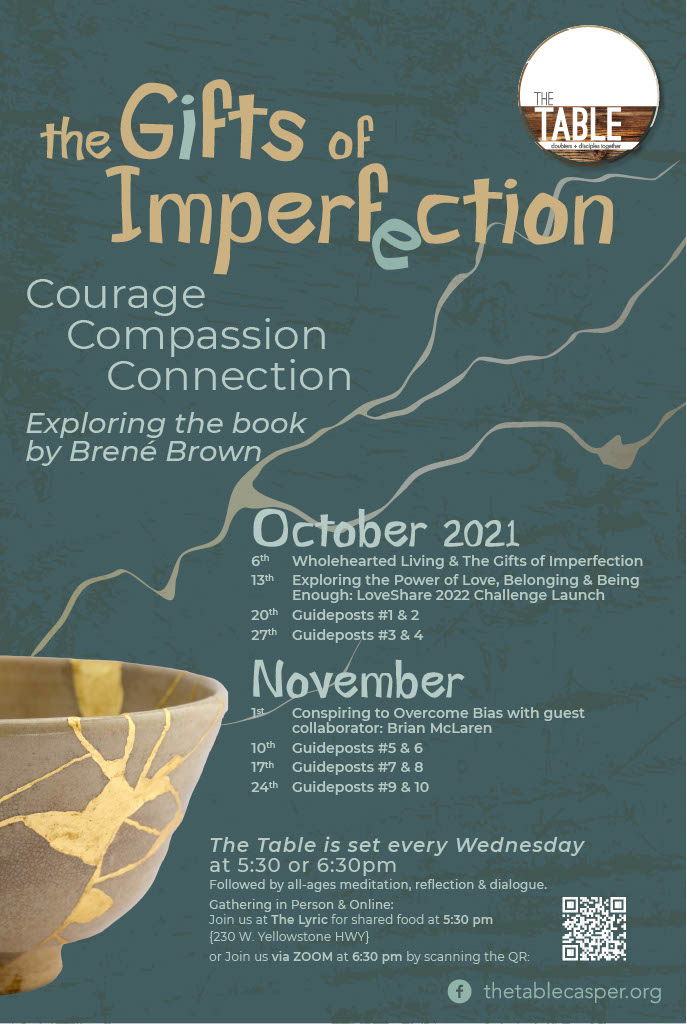 THE
TABLE
doubters + disciples together
the Gifts of
Imperfection
Courage
Compassion
Connection
Exploring the book
by Brené Brown
October 2021
6th Wholehearted Living & The Gifts of Imperfection
13th Exploring the Power of Love, Belonging & Being
Enough: LoveShare 2022 Challenge Launch
20th Guideposts #1 & 2
27th Guideposts #3 & 4
November
1st Conspiring to Overcome Bias with guest
collaborator: Brian McLaren
10th Guideposts #5 & 6
17th Guideposts #7 & 8
24th Guideposts #9 & 10
The Table is set every Wednesday
at 5:30 or 6:30pm
Followed by all-ages meditation, reflection & dialogue.
Gathering in Person & Online:
Join us at The Lyric for shared food at 5:30 pm
{230 W. Yellowstone HWY}
or Join us via ZOOM at 6:30 pm by scanning the QR:
thetablecasper.org